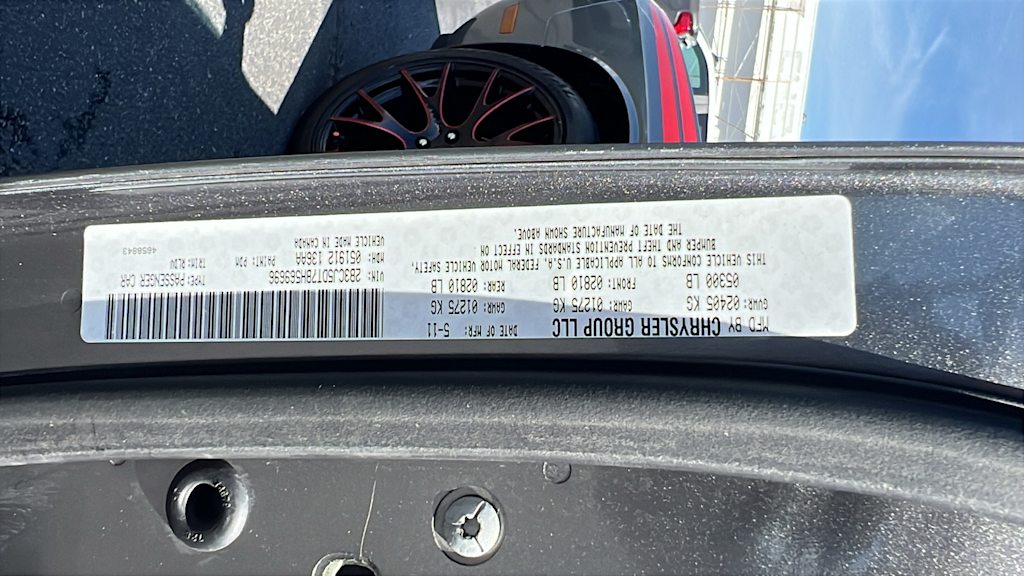 MFD BY CHRYSLER GROUP LLC DATE OF MFR: 5-11
GVWR: 02405 KG GAWR: 01275 KG GAWR: 01275 KG
05300 LB FRONT: 02810 LB REAR: 02810 LB
THIS VEHICLE CONFORMS TO ALL APPLICABLE U.S.A. FEDERAL MOTOR VEHICLE SAFETY,
BUMPER AND THEFT PREVENTION STANDARDS IN EFFECT ON
THE DATE OF MANUFACTURE SHOWN ABOVE.
VIN: 2B3CJ5DT7BH569696 TYPE:PASSENGER CAR
MDH: 051912 136AA PAINT: PDM TRIM: RLDV
VEHICLE MADE IN CANADA 4658843